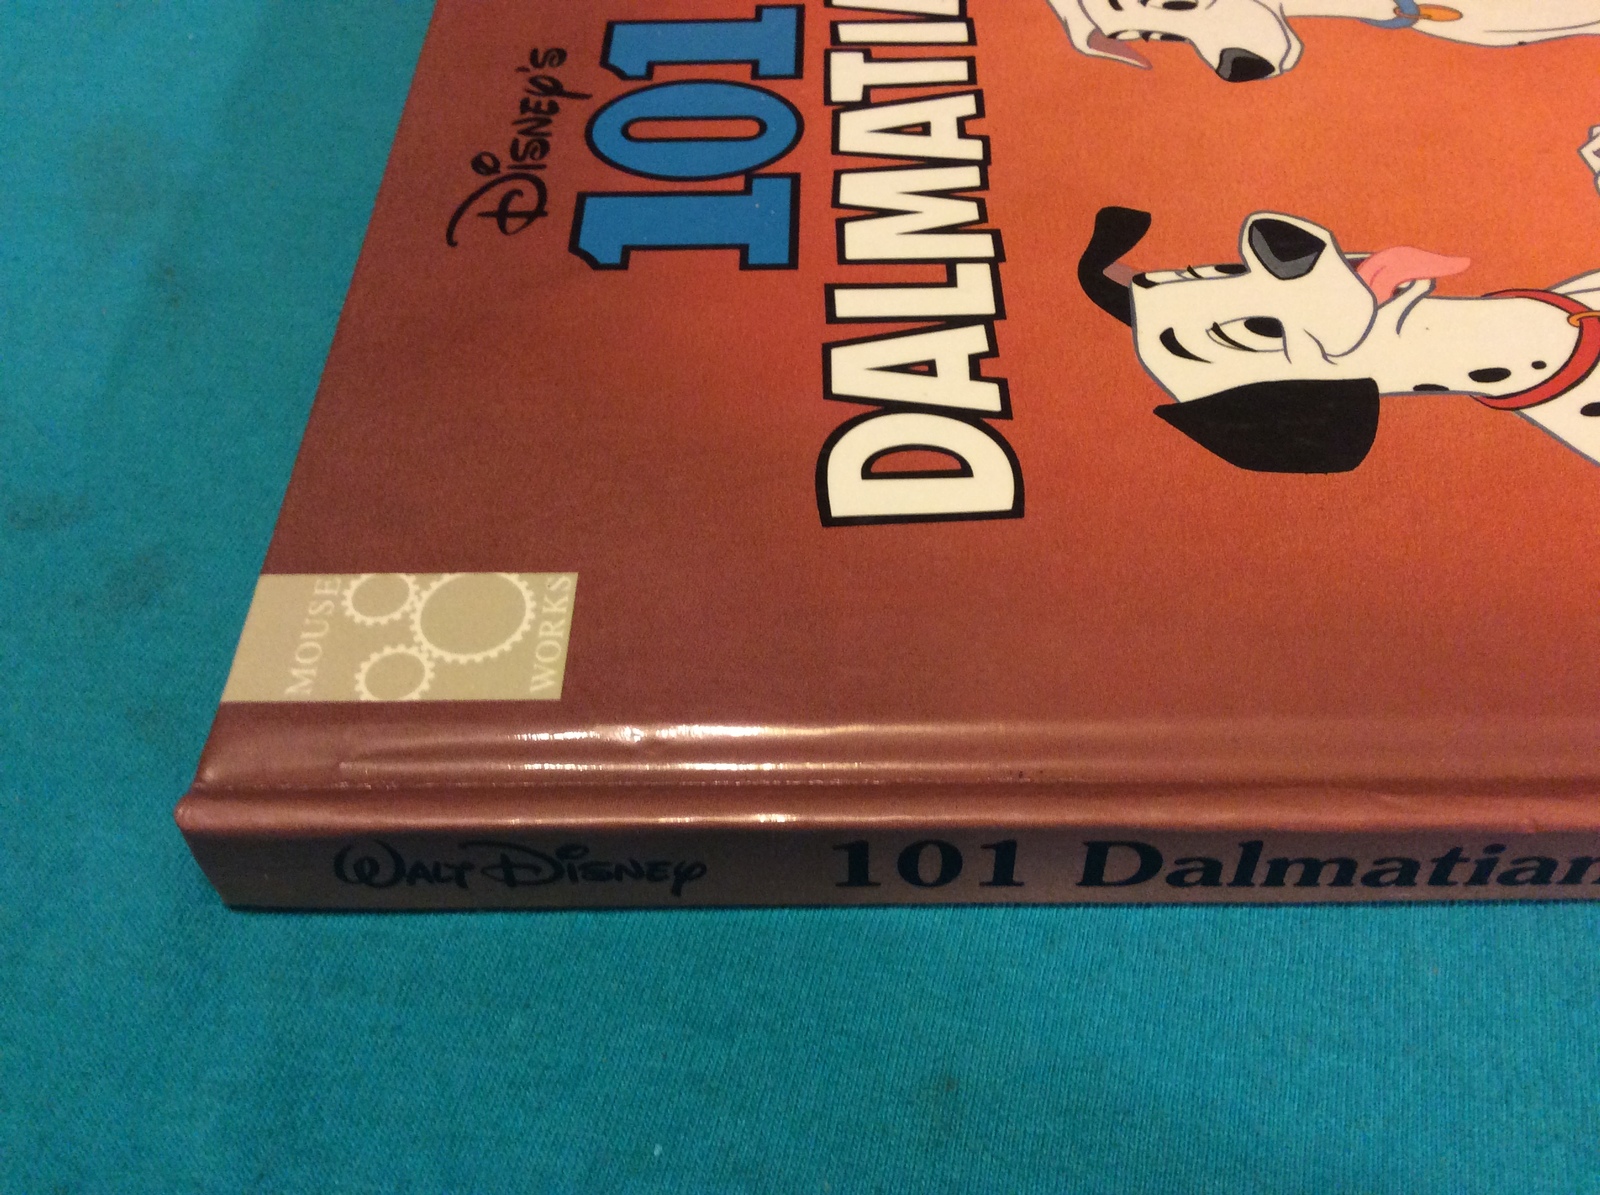 Disney's
101
DALMATIA
MOUSE
WORKS
WALT DISNEY 101 Dalmatian